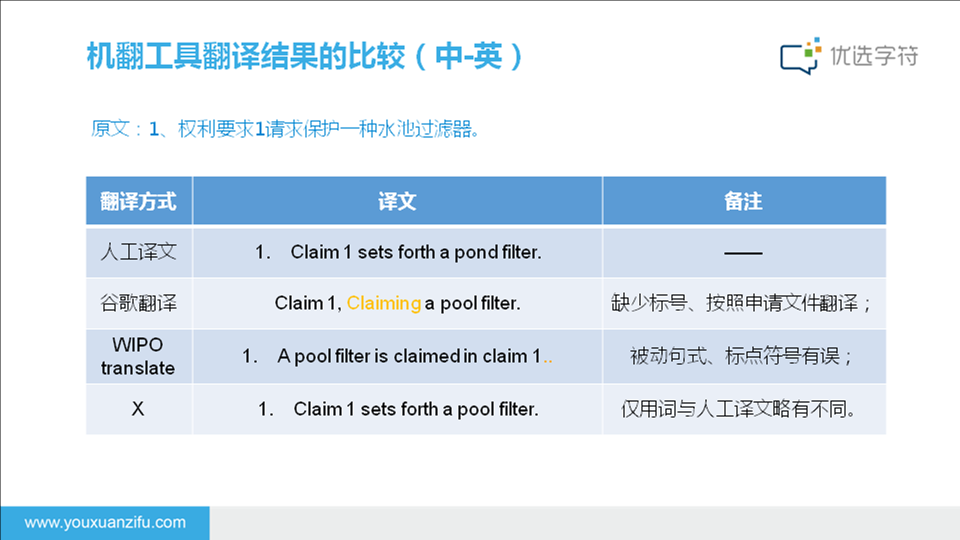 机翻工具翻译结果的比较（中-英）
优选字符
原文：1、权利要求1请求保护一种水池过滤器。
翻译方式 译文 备注
人工译文 1. Claim 1 sets forth a pond filter. ——
谷歌翻译 Claim 1, Claiming a pool filter. 缺少标号、按照申请文件翻译；
WIPO
translate 1. A pool filter is claimed in claim 1.. 被动句式、标点符号有误；
X 1. Claim 1 sets forth a pool filter. 仅用词与人工译文略有不同。
www.youxuanzifu.com